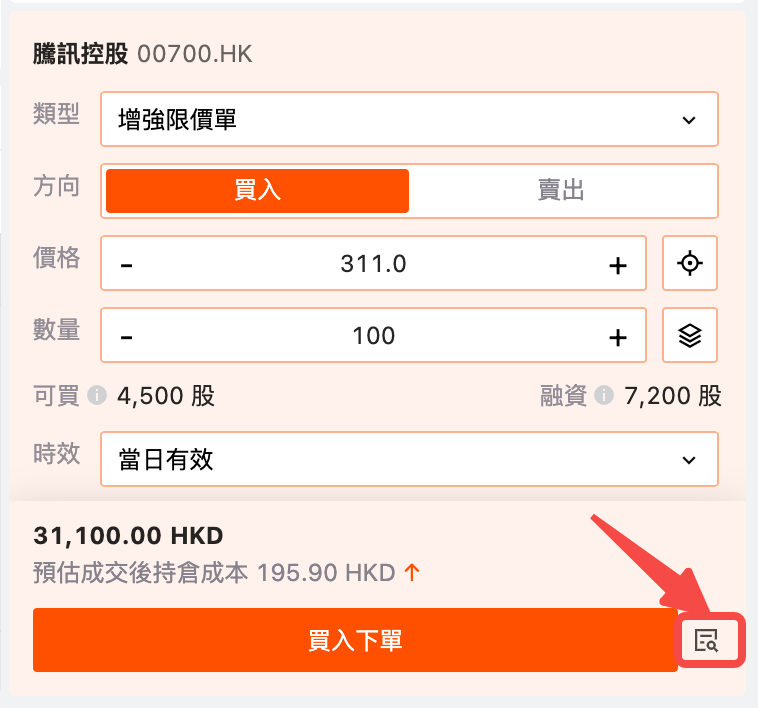 騰訊控股 00700.HK
類型 增強限價單
方向 買入 賣出
價格 - 311.0 +
數量 - 100 +
可買 4,500 股 融資 7,200 股
時效 當日有效
31,100.00 HKD
預估成交後持倉成本 195.90 HKD ↑
買入下單